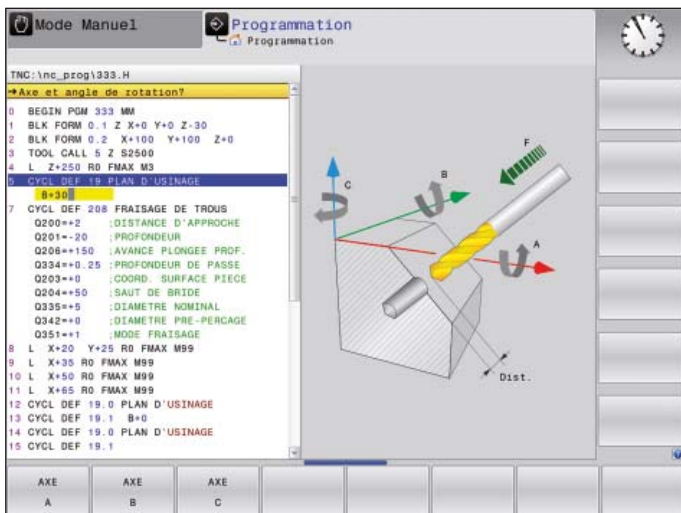 Mode Manuel
Programmation
Programmation
TNC:\nc_prog\333.H
→Axe et angle de rotation?
0 BEGIN PGM 333 MM
1 BLK FORM 0.1 Z X+0 Y+0 Z-30
2 BLK FORM 0.2 X+100 Y+100 Z+0
3 TOOL CALL 5 Z S2500
4 L Z+250 R0 FMAX M3
5 CYCL DEF 19 PLAN D'USINAGE
B+30
7 CYCL DEF 208 FRAISAGE DE TROUS
Q200=+2 ;DISTANCE D'APPROCHE
Q201=-20 ;PROFONDEUR
Q206=+150 ;AVANCE PLONGEE PROF.
Q334=+0.25 ;PROFONDEUR DE PASSE
Q203=+0 ;COORD. SURFACE PIECE
Q204=+50 ;SAUT DE BRIDE
Q335=+5 ;DIAMETRE NOMINAL
Q342=+0 ;DIAMETRE PRE-PERCAGE
Q351=+1 ;MODE FRAISAGE
8 L X+20 Y+25 R0 FMAX M99
9 L X+35 R0 FMAX M99
10 L X+50 R0 FMAX M99
11 L X+65 R0 FMAX M99
12 CYCL DEF 19.0 PLAN D'USINAGE
13 CYCL DEF 19.1 B+0
14 CYCL DEF 19.0 PLAN D'USINAGE
15 CYCL DEF 19.1
F
B
C
A
Dist.
AXE
A
AXE
B
AXE
C